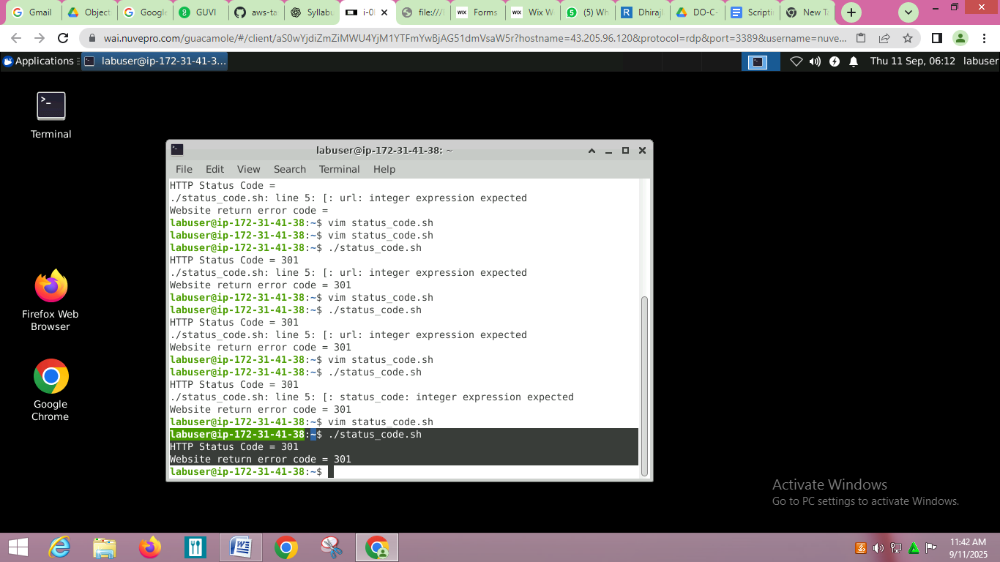 Gmail
Object
Google
GUVI
aws-ta
Syllabu
i-0l
file:///
Forms
Wix W
(5) Wh
Dhiraj
DO-C-
Scriptin
New Ta
wai.nuvepro.com/guacamole/#/client/aS0wYjdiZmZiMWU4YjM1YTFmYwBjAG51dmVsaW5r?hostname=43.205.96.120&protocol=rdp&port=3389&username=nuve...
Applications
labuser@ip-172-31-41-3...
Thu 11 Sep, 06:12
labuser
Terminal
Firefox Web
Browser
Google
Chrome
labuser@ip-172-31-41-38: ~
File Edit View Search Terminal Help
HTTP Status Code =
./status_code.sh: line 5: [: url: integer expression expected
Website return error code =
labuser@ip-172-31-41-38:~$ vim status_code.sh
labuser@ip-172-31-41-38:~$ vim status_code.sh
labuser@ip-172-31-41-38:~$ ./status_code.sh
HTTP Status Code = 301
./status_code.sh: line 5: [: url: integer expression expected
Website return error code = 301
labuser@ip-172-31-41-38:~$ vim status_code.sh
labuser@ip-172-31-41-38:~$ ./status_code.sh
HTTP Status Code = 301
./status_code.sh: line 5: [: url: integer expression expected
Website return error code = 301
labuser@ip-172-31-41-38:~$ vim status_code.sh
labuser@ip-172-31-41-38:~$ ./status_code.sh
HTTP Status Code = 301
./status_code.sh: line 5: [: status_code: integer expression expected
Website return error code = 301
labuser@ip-172-31-41-38:~$ vim status_code.sh
labuser@ip-172-31-41-38:~$ ./status_code.sh
HTTP Status Code = 301
Website return error code = 301
labuser@ip-172-31-41-38:~$
Activate Windows
Go to PC settings to activate Windows.
11:42 AM
9/11/2025